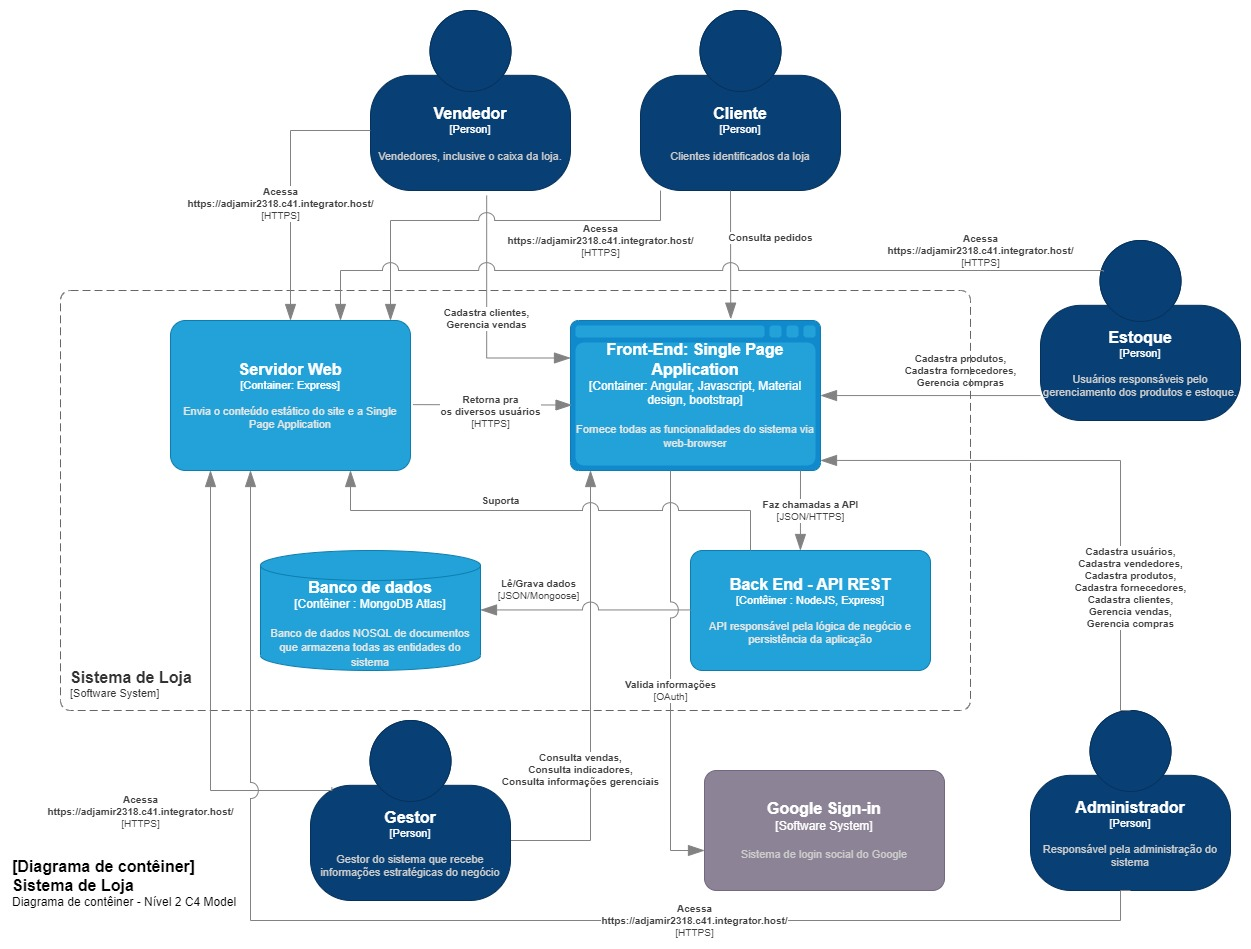 Vendedor
[Person]
Vendedores, inclusive o caixa da loja.
Cliente
[Person]
Clientes identificados da loja
Acessa
https://adjamir2318.c41.integrator.host/
[HTTPS]
Acessa
https://adjamir2318.c41.integrator.host/
[HTTPS]
Consulta pedidos
Acessa
https://adjamir2318.c41.integrator.host/
[HTTPS]
Estoque
[Person]
Usuários responsáveis pelo
gerenciamento dos produtos e estoque.
Cadastra clientes,
Gerencia vendas
Servidor Web
[Container: Express]
Envia o conteúdo estático do site e a Single
Page Application
Retorna pra
os diversos usuários
[HTTPS]
Front-End: Single Page
Application
[Container: Angular, Javascript, Material
design, bootstrap]
Fornece todas as funcionalidades do sistema via
web-browser
Cadastra produtos,
Cadastra fornecedores,
Gerencia compras
Suporta
Faz chamadas a API
[JSON/HTTPS]
Banco de dados
[Contêiner : MongoDB Atlas]
Banco de dados NOSQL de documentos
que armazena todas as entidades do
sistema
Lê/Grava dados
[JSON/Mongoose]
Back End - API REST
[Contêiner : NodeJS, Express]
API responsável pela lógica de negócio e
persistência da aplicação
Cadastra usuários,
Cadastra vendedores,
Cadastra produtos,
Cadastra fornecedores,
Cadastra clientes,
Gerencia vendas,
Gerencia compras
Sistema de Loja
[Software System]
Valida informações
[OAuth]
Consulta vendas,
Consulta indicadores,
Consulta informações gerenciais
Acessa
https://adjamir2318.c41.integrator.host/
[HTTPS]
Gestor
[Person]
Gestor do sistema que recebe
informações estratégicas do negócio
Google Sign-in
[Software System]
Sistema de login social do Google
Administrador
[Person]
Responsável pela administração do
sistema
[Diagrama de contêiner]
Sistema de Loja
Diagrama de contêiner - Nível 2 C4 Model
Acessa
https://adjamir2318.c41.integrator.host/
[HTTPS]